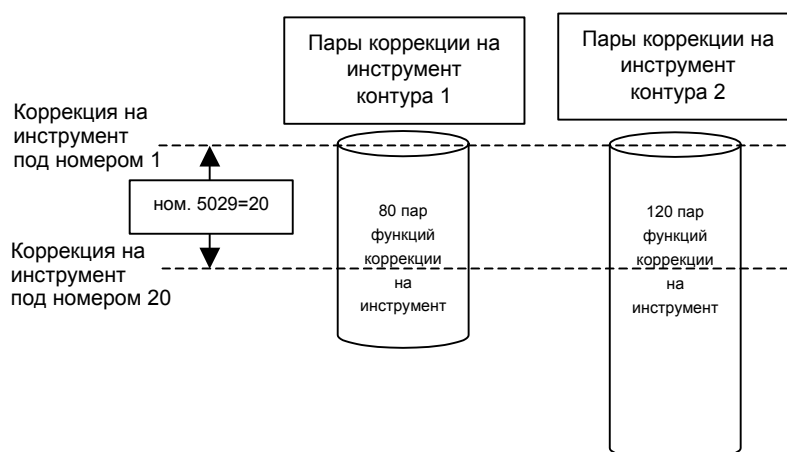 Пары коррекции на
инструмент
контура 1
Пары коррекции на
инструмент
контура 2
Коррекция на
инструмент
под номером 1
ном. 5029=20
Коррекция на
инструмент
под номером 20
80 пар
функций
коррекции
на
инструмент
120 пар
функций
коррекции
на
инструмент